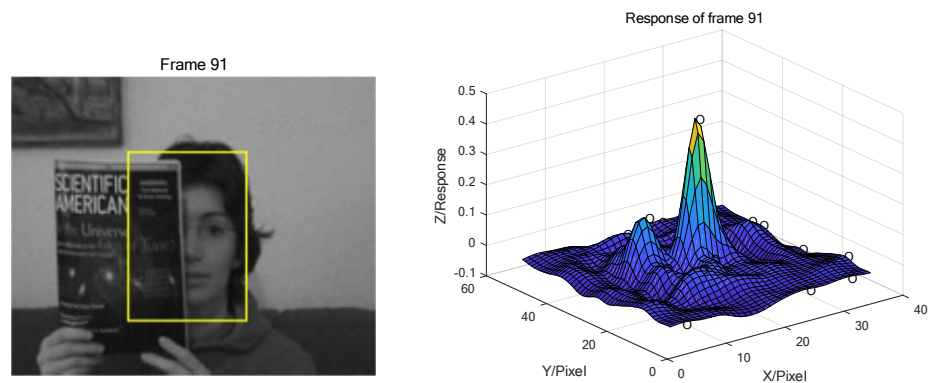 Frame 91
SCIENTIFIC
AMERICAN
Universe
Response of frame 91
Z/Response
0.5
0.4
0.3
0.2
0.1
0
-0.1
60
40
20
0
Y/Pixel
0
10
20
30
40
X/Pixel